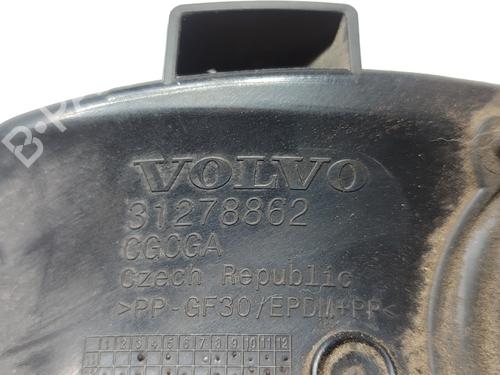 VOLVO
31278862
CGCGA
Czech Republic
>PP-GF30/EPDM+PP<
1 2 3 4 5 6 7 8 9 10 11 12